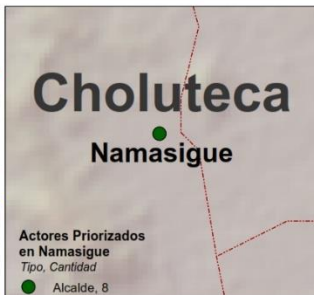 Choluteca
Namasigue
Actores Priorizados
en Namasigue
Tipo, Cantidad
Alcalde, 8